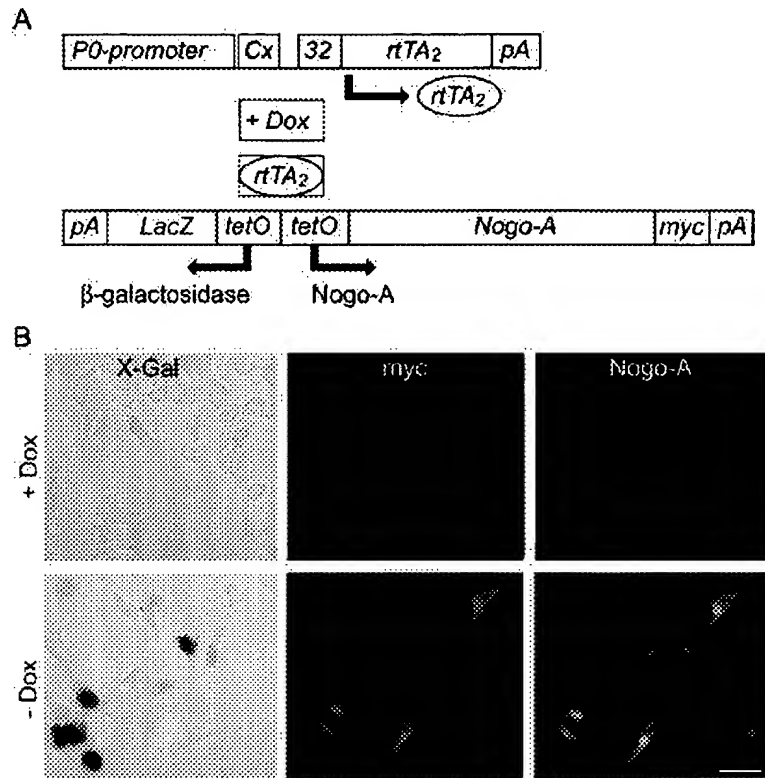 A
P0-promoter Cx 32 rtTA2 pA
rtTA2
+ Dox
rtTA2
pA LacZ tetO tetO Nogo-A myc pA
β-galactosidase Nogo-A
B
X-Gal myc Nogo-A
+ Dox
- Dox